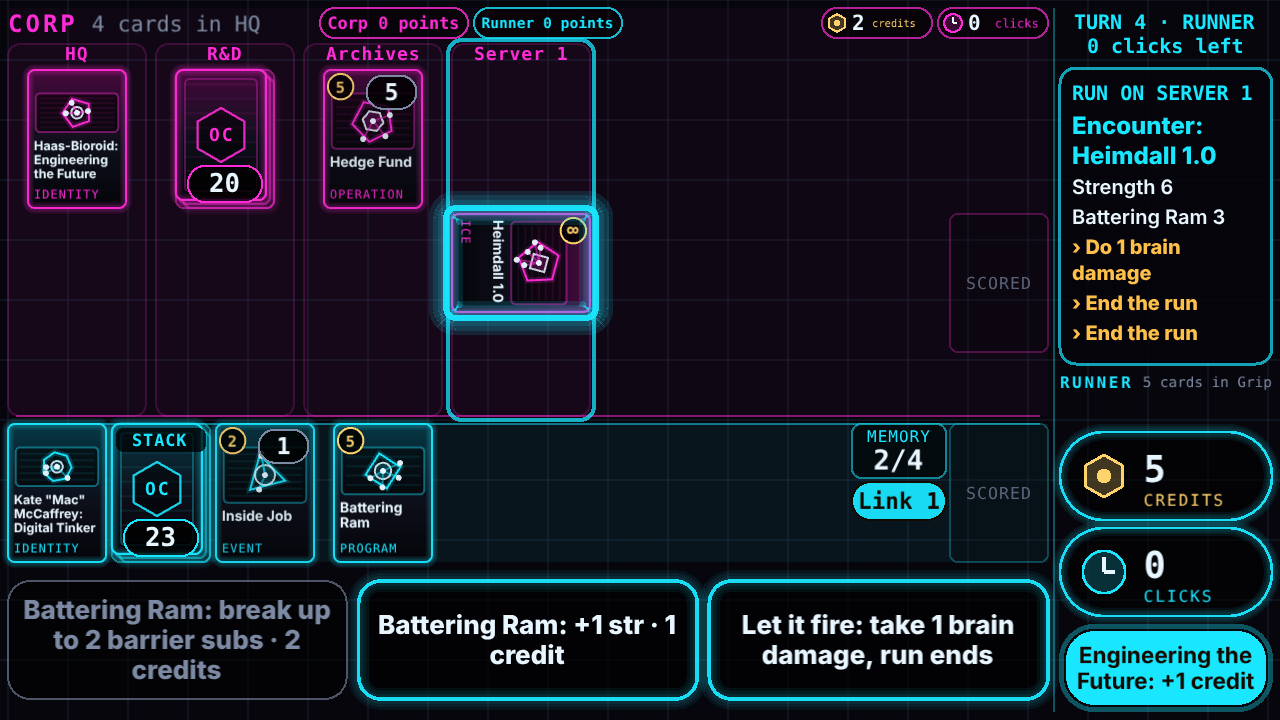 CORP 4 cards in HQ
Corp 0 points
Runner 0 points
2 credits
0 clicks
TURN 4 · RUNNER
0 clicks left
HQ
R&D
Archives
Server 1
Haas-Bioroid:
Engineering
the Future
IDENTITY
OC
20
5
5
Hedge Fund
OPERATION
ICE
Heimdall 1.0
8
SCORED
RUN ON SERVER 1
Encounter:
Heimdall 1.0
Strength 6
Battering Ram 3
› Do 1 brain
damage
› End the run
› End the run
RUNNER 5 cards in Grip
Kate "Mac"
McCaffrey:
Digital Tinker
IDENTITY
STACK
OC
23
2
1
Inside Job
EVENT
5
Battering
Ram
PROGRAM
MEMORY
2/4
Link 1
SCORED
5
CREDITS
0
CLICKS
Battering Ram: break up
to 2 barrier subs · 2
credits
Battering Ram: +1 str · 1
credit
Let it fire: take 1 brain
damage, run ends
Engineering the
Future: +1 credit